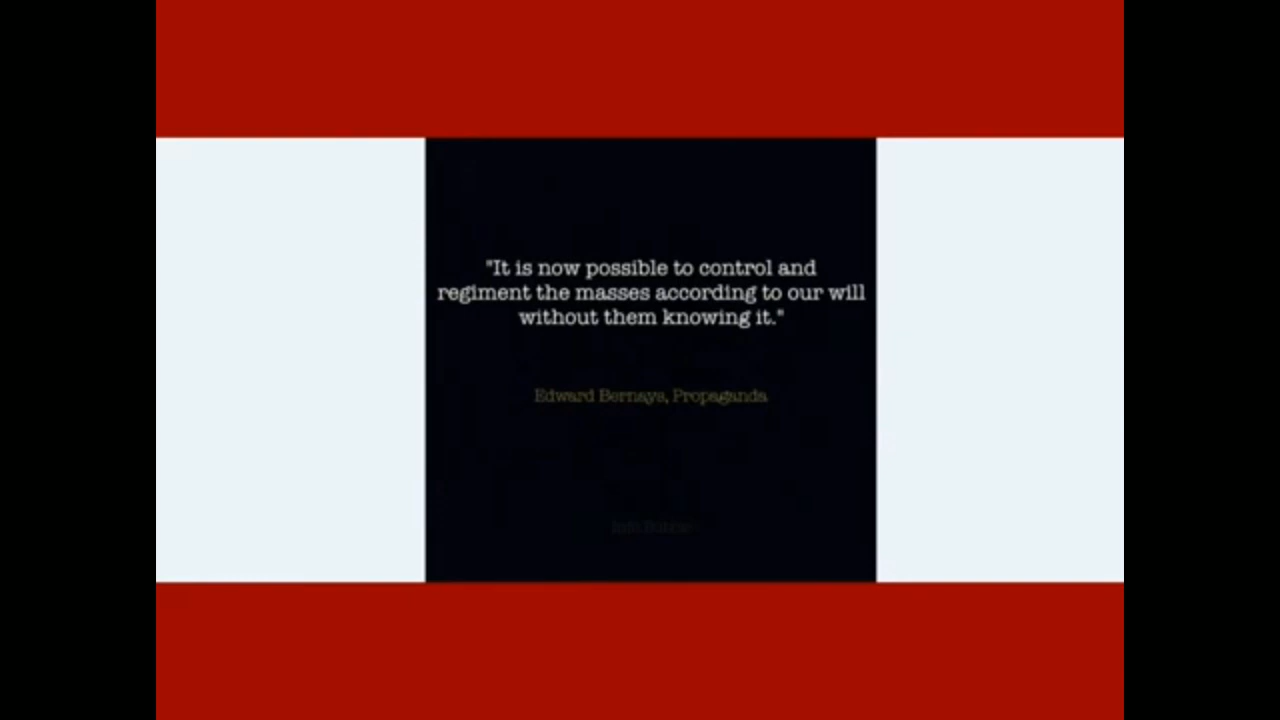 "It is now possible to control and
regiment the masses according to our will
without them knowing it."
Edward Bernays, Propaganda